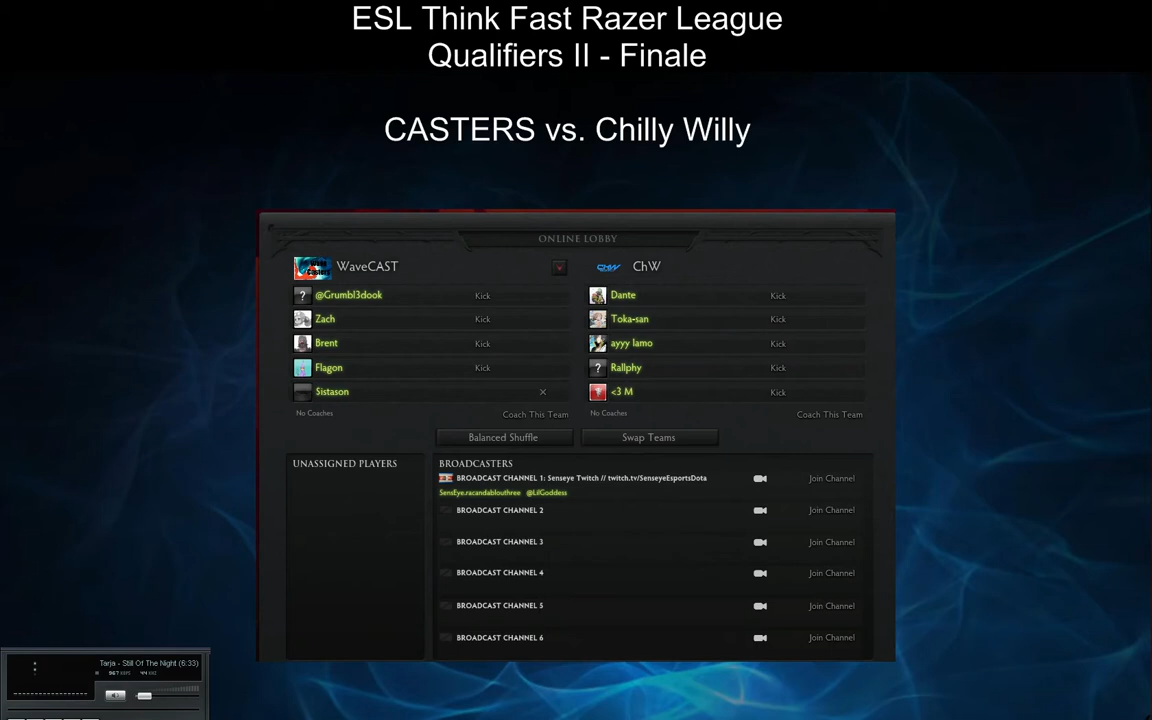 ESL Think Fast Razer League
Qualifiers II - Finale
CASTERS vs. Chilly Willy
ONLINE LOBBY
WaveCAST
CHW ChW
? @Grumbl3dook Kick
Dante Kick
Zach Kick
Toka-san Kick
Brent Kick
ayyy lamo Kick
Flagon Kick
? Rallphy Kick
Sistason ×
<3 M Kick
No Coaches Coach This Team
No Coaches Coach This Team
Balanced Shuffle Swap Teams
UNASSIGNED PLAYERS
BROADCASTERS
BROADCAST CHANNEL 1: Senseye Twitch // twitch.tv/SenseyeEsportsDota Join Channel
SensEye.racandablouthree @LilGoddess
BROADCAST CHANNEL 2 Join Channel
BROADCAST CHANNEL 3 Join Channel
BROADCAST CHANNEL 4 Join Channel
BROADCAST CHANNEL 5 Join Channel
BROADCAST CHANNEL 6 Join Channel
Tarja - Still Of The Night (6:33)